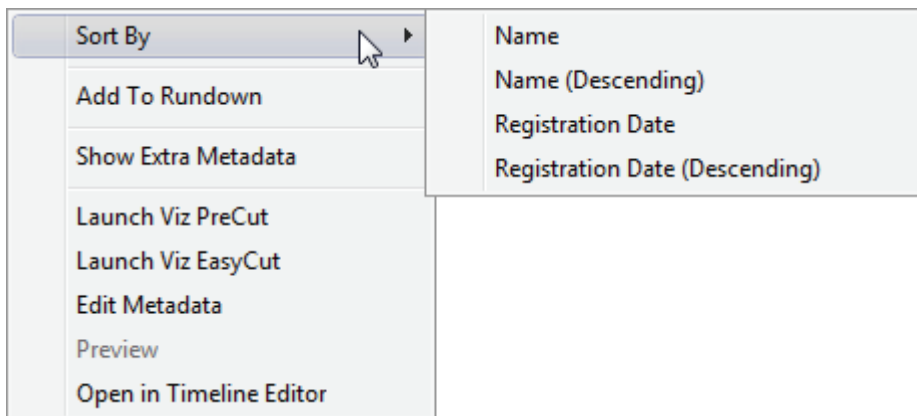 Sort By
Add To Rundown
Show Extra Metadata
Launch Viz PreCut
Launch Viz EasyCut
Edit Metadata
Preview
Open in Timeline Editor
Name
Name (Descending)
Registration Date
Registration Date (Descending)